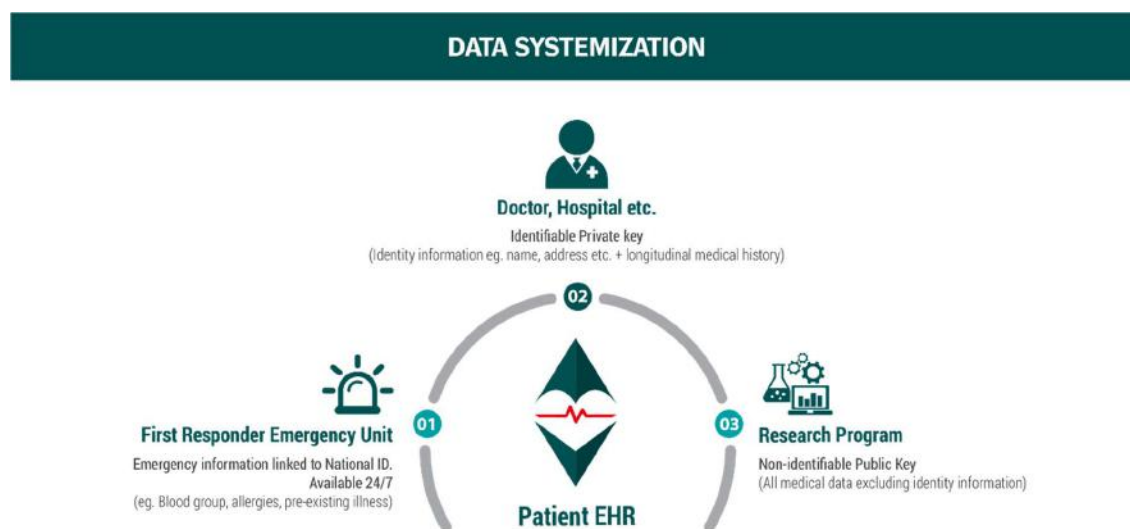 DATA SYSTEMIZATION
Doctor, Hospital etc.
Identifiable Private key
(Identity information eg. name, address etc. + longitudinal medical history)
02
01
First Responder Emergency Unit
Emergency information linked to National ID.
Available 24/7
(eg. Blood group, allergies, pre-existing illness)
03
Research Program
Non-identifiable Public Key
(All medical data excluding identity information)
Patient EHR